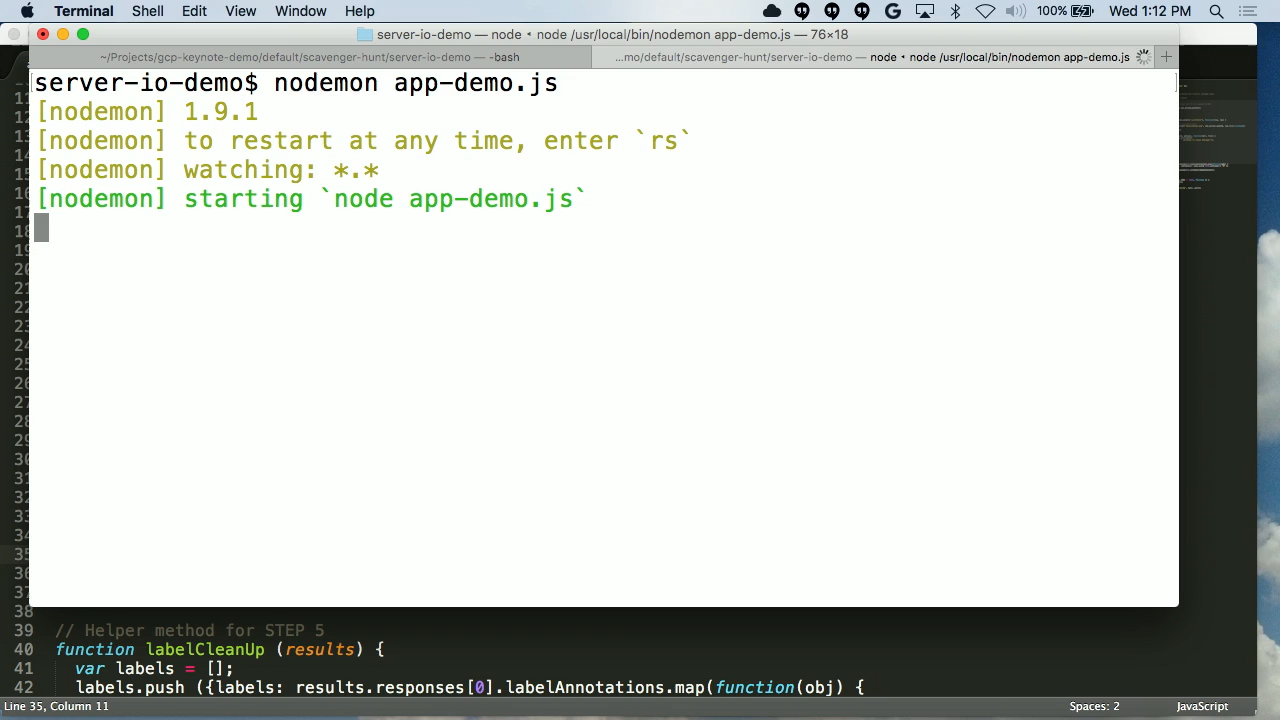 Terminal Shell Edit View Window Help 100% Wed 1:12 PM
server-io-demo — node ◂ node /usr/local/bin/nodemon app-demo.js — 76×18
~/Projects/gcp-keynote-demo/default/scavenger-hunt/server-io-demo — -bash
...mo/default/scavenger-hunt/server-io-demo — node ◂ node /usr/local/bin/nodemon app-demo.js
server-io-demo$ nodemon app-demo.js
[nodemon] 1.9.1
[nodemon] to restart at any time, enter `rs`
[nodemon] watching: *.*
[nodemon] starting `node app-demo.js`
38
39 // Helper method for STEP 5
40 function labelCleanUp (results) {
41 var labels = [];
42 labels.push ({labels: results.responses[0].labelAnnotations.map(function(obj) {
Line 35, Column 11 Spaces: 2 JavaScript